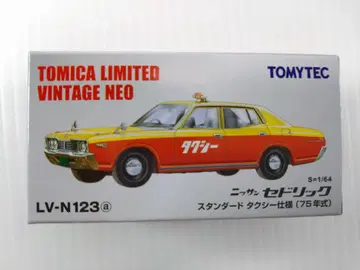 TOMICA LIMITED
VINTAGE NEO
TOMYTEC
タクシー
S=1/64
ニッサン セドリック
LV-N123ⓐ
スタンダード タクシー仕様（75年式）